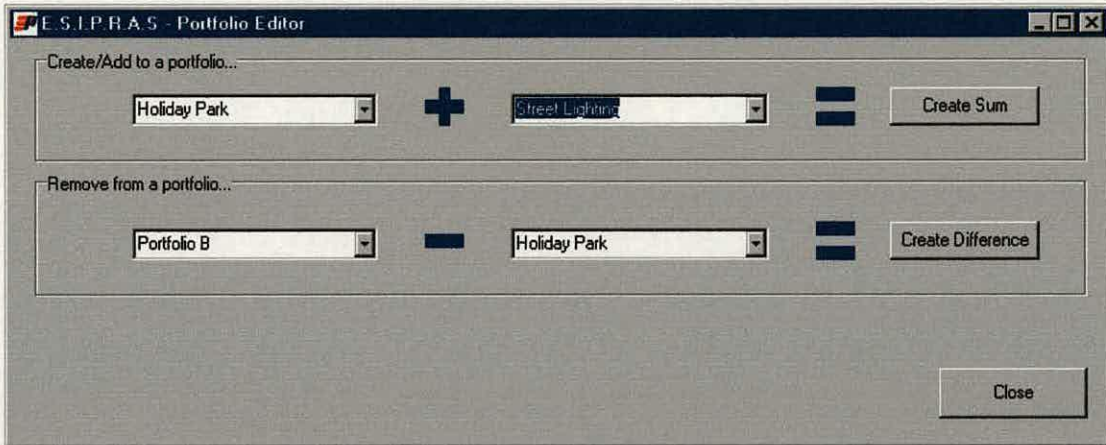 E.S.I.P.R.A.S - Portfolio Editor
Create/Add to a portfolio...
Holiday Park + Street Lighting = Create Sum
Remove from a portfolio...
Portfolio B - Holiday Park = Create Difference
Close